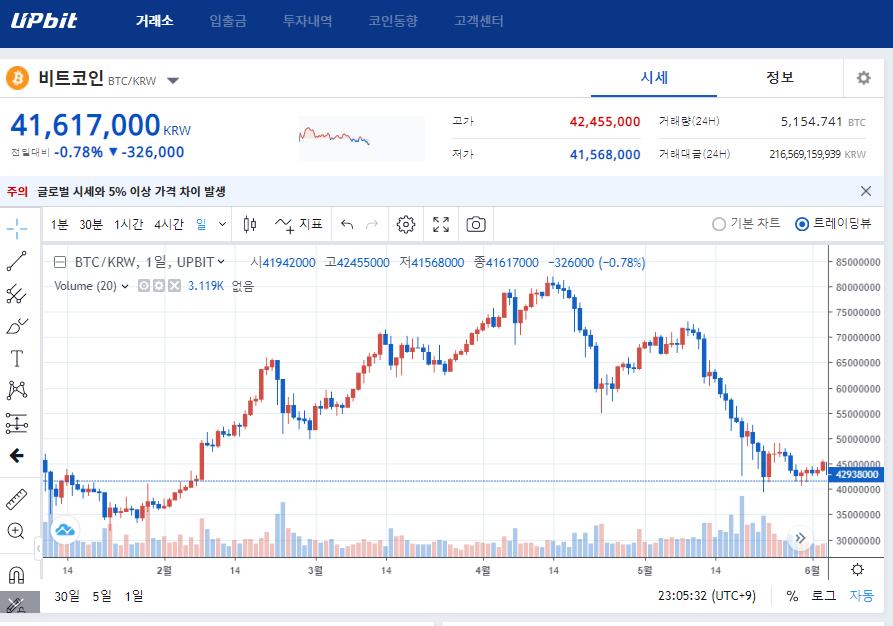 UPbit 거래소 입출금 투자내역 코인동향 고객센터
비트코인 BTC/KRW 시세 정보
41,617,000 KRW
전일대비 -0.78% ▼ -326,000
고가 42,455,000 거래량(24H) 5,154.741 BTC
저가 41,568,000 거래대금(24H) 216,569,159,939 KRW
주의 글로벌 시세와 5% 이상 가격 차이 발생
1분 30분 1시간 4시간 일 지표 기본 차트 트레이딩뷰
BTC/KRW, 1일, UPBIT 시41942000 고42455000 저41568000 종41617000 -326000 (-0.78%)
Volume (20) 3.119K 없음
85000000
80000000
75000000
70000000
65000000
60000000
55000000
50000000
45000000
42938000
40000000
35000000
30000000
14 2월 14 3월 14 4월 14 5월 14 6월
30일 5일 1일 23:05:32 (UTC+9) % 로그 자동